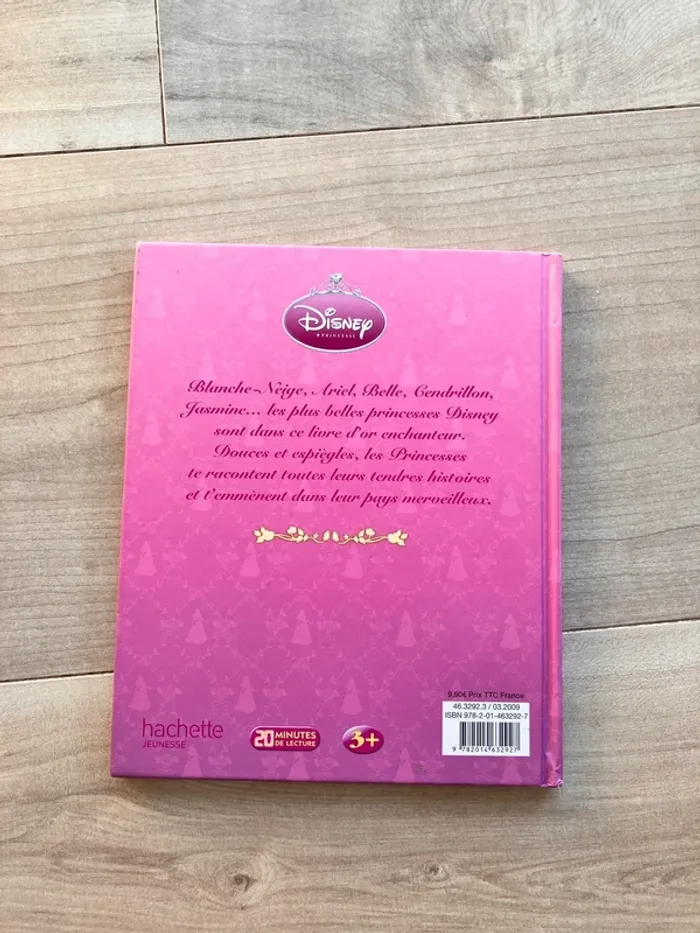 Disney
PRINCESSE
Blanche-Neige, Ariel, Belle, Cendrillon,
Jasmine... les plus belles princesses Disney
sont dans ce livre d'or enchanteur.
Douces et espiègles, les Princesses
te racontent toutes leurs tendres histoires
et t'emmènent dans leur pays merveilleux.
9,90€ Prix TTC France
46.3292.3 / 03.2009
ISBN 978-2-01-463292-7
9 782014 632927
hachette
JEUNESSE
20 MINUTES
DE LECTURE
3+